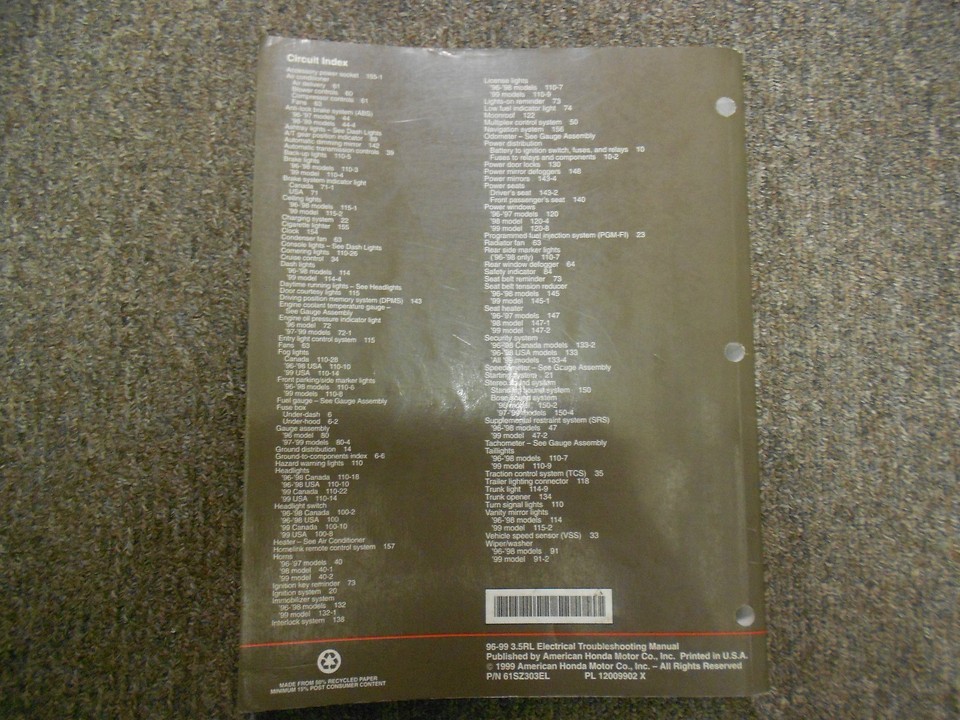 Circuit Index
Accessory power socket 155-1
Air conditioner
Air delivery 61
Blower controls 60
Compressor controls 61
Fans 63
Anti-lock brake system (ABS)
'96-'97 models 44
'98-'99 models 44-4
Ashtray lights – See Dash Lights
A/T gear position indicator 89
Automatic dimming mirror 142
Automatic transmission controls 39
Back-up lights 110-5
Brake lights
'96-'98 models 110-3
'99 model 110-4
Brake system indicator light
Canada 71-1
USA 71
Ceiling lights
'96-'98 models 115-1
'99 model 115-2
Charging system 22
Cigarette lighter 155
Clock 154
Condenser fan 63
Console lights – See Dash Lights
Cornering lights 110-26
Cruise control 34
Dash lights
'96-'98 models 114
'99 model 114-4
Daytime running lights – See Headlights
Door courtesy lights 115
Driving position memory system (DPMS) 143
Engine coolant temperature gauge –
See Gauge Assembly
Engine oil pressure indicator light
'96 model 72
'97-'99 models 72-1
Entry light control system 115
Fans 63
Fog lights
Canada 110-26
'96-'98 USA 110-10
'99 USA 110-14
Front parking/side marker lights
'96-'98 models 110-6
'99 models 110-8
Fuel gauge – See Gauge Assembly
Fuse box
Under-dash 6
Under-hood 6-2
Gauge assembly
'96 model 80
'97-'99 models 80-4
Ground distribution 14
Ground-to-components index 6-6
Hazard warning lights 110
Headlights
'96-'98 Canada 110-18
'96-'98 USA 110-10
'99 Canada 110-22
'99 USA 110-14
Headlight switch
'96-'98 Canada 100-2
'96-'98 USA 100
'99 Canada 100-10
'99 USA 100-8
Heater – See Air Conditioner
Homelink remote control system 157
Horns
'96-'97 models 40
'98 model 40-1
'99 model 40-2
Ignition key reminder 73
Ignition system 20
Immobilizer system
'96-'98 models 132
'99 model 132-1
Interlock system 138
License lights
'96-'98 models 110-7
'99 models 110-9
Lights-on reminder 73
Low fuel indicator light 74
Moonroof 122
Multiplex control system 50
Navigation system 156
Odometer – See Gauge Assembly
Power distribution
Battery to ignition switch, fuses, and relays 10
Fuses to relays and components 10-2
Power door locks 130
Power mirror defoggers 148
Power mirrors 143-4
Power seats
Driver's seat 143-2
Front passenger's seat 140
Power windows
'96-'97 models 120
'98 model 120-4
'99 model 120-8
Programmed fuel injection system (PGM-FI) 23
Radiator fan 63
Rear side marker lights
('96-'98 only) 110-7
Rear window defogger 64
Safety indicator 84
Seat belt reminder 73
Seat belt tension reducer
'96-'98 models 145
'99 model 145-1
Seat heater
'96-'97 models 147
'98 model 147-1
'99 model 147-2
Security system
'96-'98 Canada models 133-2
'96-'98 USA models 133
All '99 models 133-4
Speedometer – See Gauge Assembly
Starting system 21
Stereo sound system
Standard sound system 150
Bose sound system
'96 model 150-2
'97-'99 models 150-4
Supplemental restraint system (SRS)
'96-'98 models 47
'99 model 47-2
Tachometer – See Gauge Assembly
Taillights
'96-'98 models 110-7
'99 model 110-9
Traction control system (TCS) 35
Trailer lighting connector 118
Trunk light 114-9
Trunk opener 134
Turn signal lights 110
Vanity mirror lights
'96-'98 models 114
'99 model 115-2
Vehicle speed sensor (VSS) 33
Wiper/washer
'96-'98 models 91
'99 model 91-2
MADE FROM 50% RECYCLED PAPER
MINIMUM 15% POST CONSUMER CONTENT
96-99 3.5RL Electrical Troubleshooting Manual
Published by American Honda Motor Co., Inc. Printed in U.S.A.
© 1999 American Honda Motor Co., Inc. – All Rights Reserved
P/N 61SZ303EL PL 12009902 X